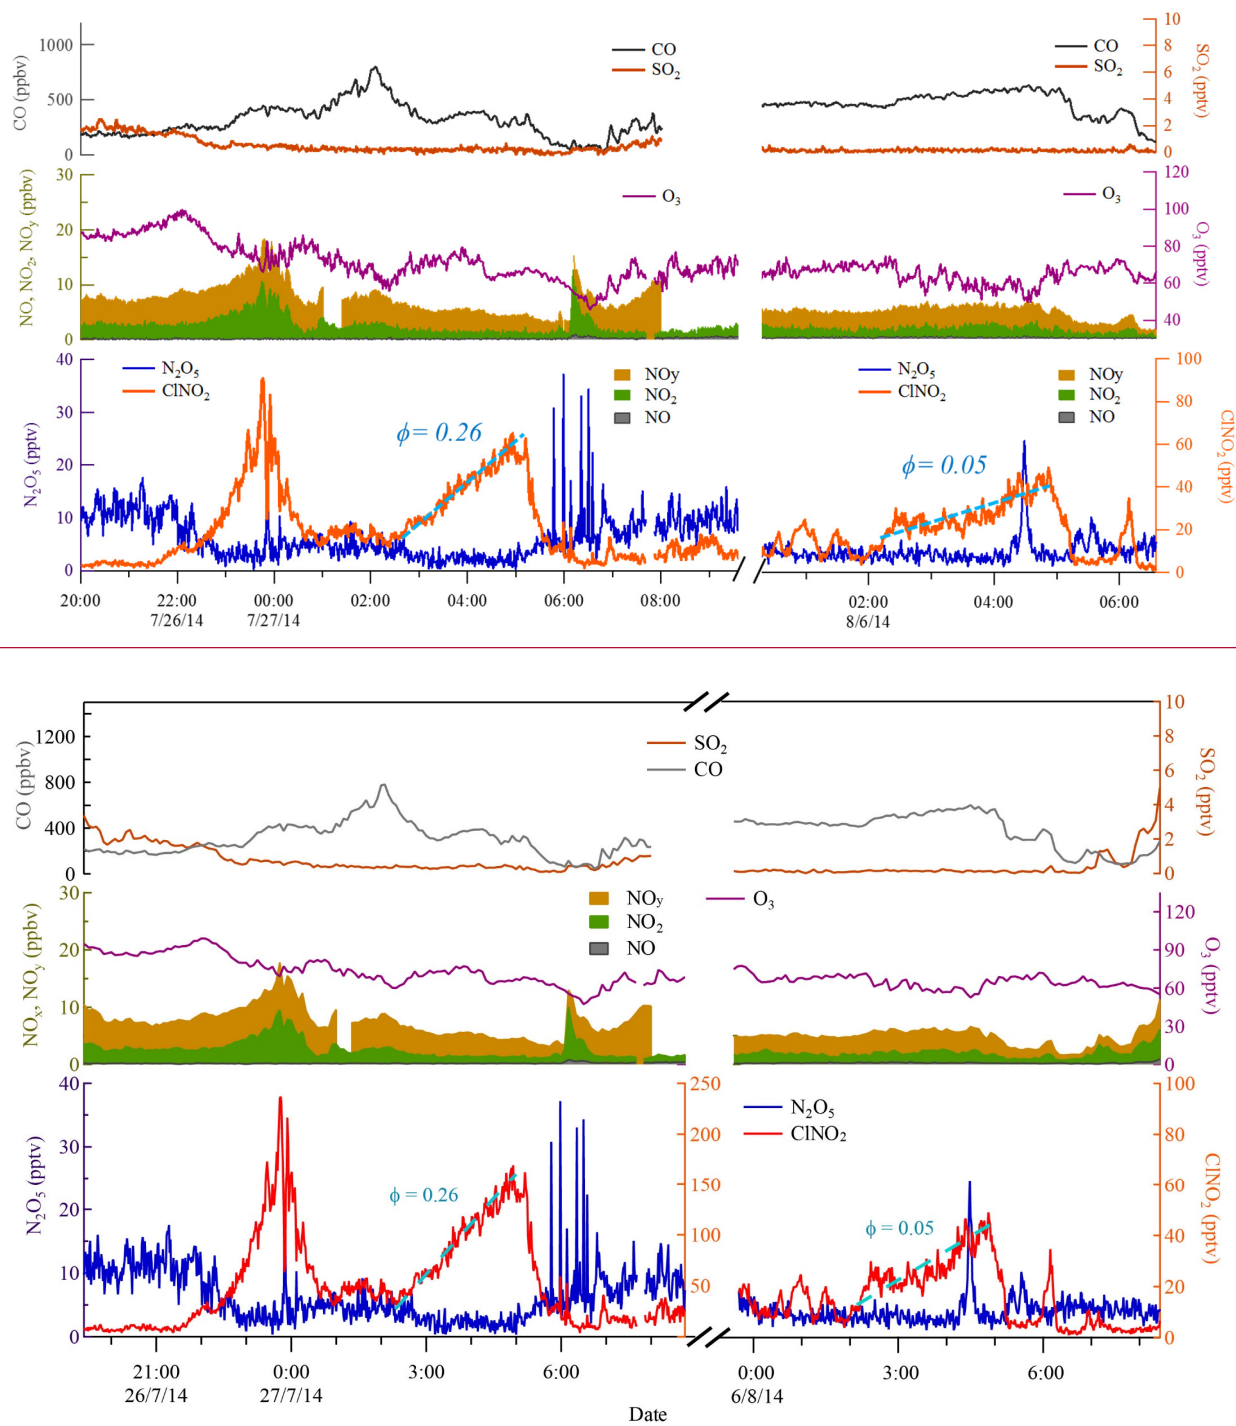 CO (ppbv)
1000
500
0
CO
SO2
CO
SO2
10
8
6
4
2
0
SO2 (pptv)
NO, NO2, NOy (ppbv)
30
20
10
0
O3
O3
120
100
80
60
40
O3 (pptv)
N2O5 (pptv)
40
30
20
10
0
N2O5
ClNO2
NOy
NO2
NO
ϕ= 0.26
N2O5
ClNO2
NOy
NO2
NO
ϕ= 0.05
100
80
60
40
20
0
ClNO2 (pptv)
20:00 22:00 00:00 02:00 04:00 06:00 08:00 02:00 04:00 06:00
7/26/14 7/27/14 8/6/14
CO (ppbv)
1200
800
400
0
SO2
CO
10
8
6
4
2
0
SO2 (pptv)
NOx, NOy (ppbv)
30
20
10
0
NOy
NO2
NO
O3
120
90
60
30
0
O3 (pptv)
N2O5 (pptv)
40
30
20
10
0
ϕ = 0.26
250
200
150
100
50
0
N2O5
ClNO2
ϕ = 0.05
100
80
60
40
20
0
ClNO2 (pptv)
21:00 0:00 3:00 6:00 0:00 3:00 6:00
26/7/14 27/7/14 6/8/14
Date